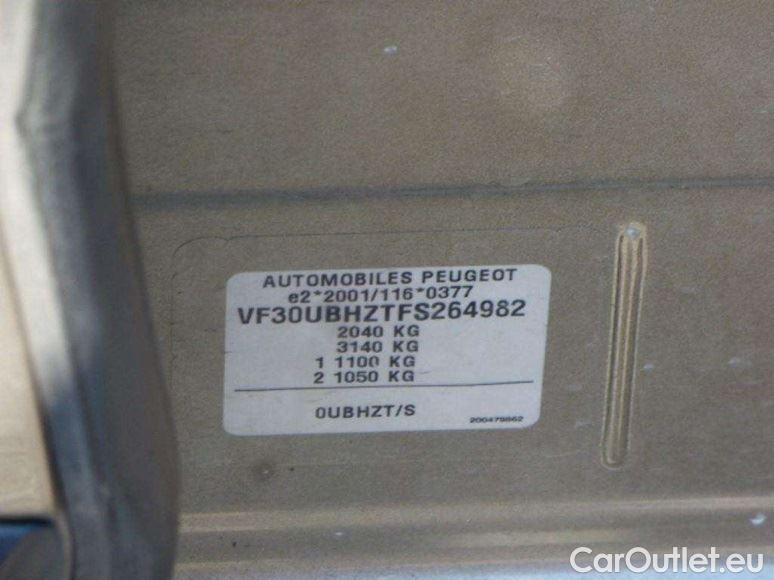 AUTOMOBILES PEUGEOT
e2*2001/116*0377
VF30UBHZTFS264982
2040 KG
3140 KG
1 1100 KG
2 1050 KG
0UBHZT/S
200479862
CarOutlet.eu